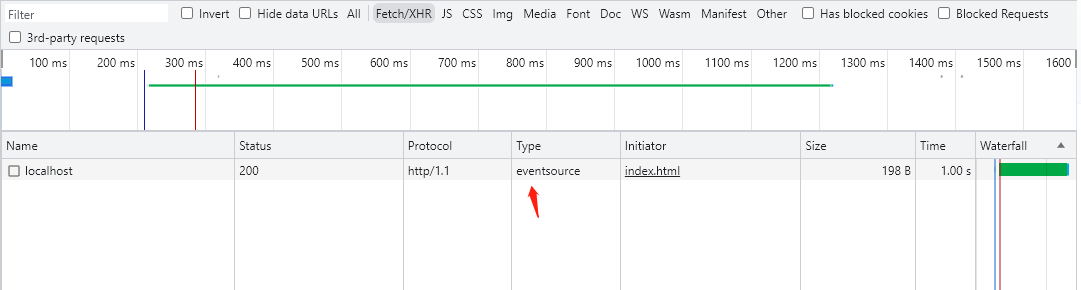 Filter Invert Hide data URLs All Fetch/XHR JS CSS Img Media Font Doc WS Wasm Manifest Other Has blocked cookies Blocked Requests
3rd-party requests
100 ms 200 ms 300 ms 400 ms 500 ms 600 ms 700 ms 800 ms 900 ms 1000 ms 1100 ms 1200 ms 1300 ms 1400 ms 1500 ms 1600
Name Status Protocol Type Initiator Size Time Waterfall
localhost 200 http/1.1 eventsource index.html 198 B 1.00 s